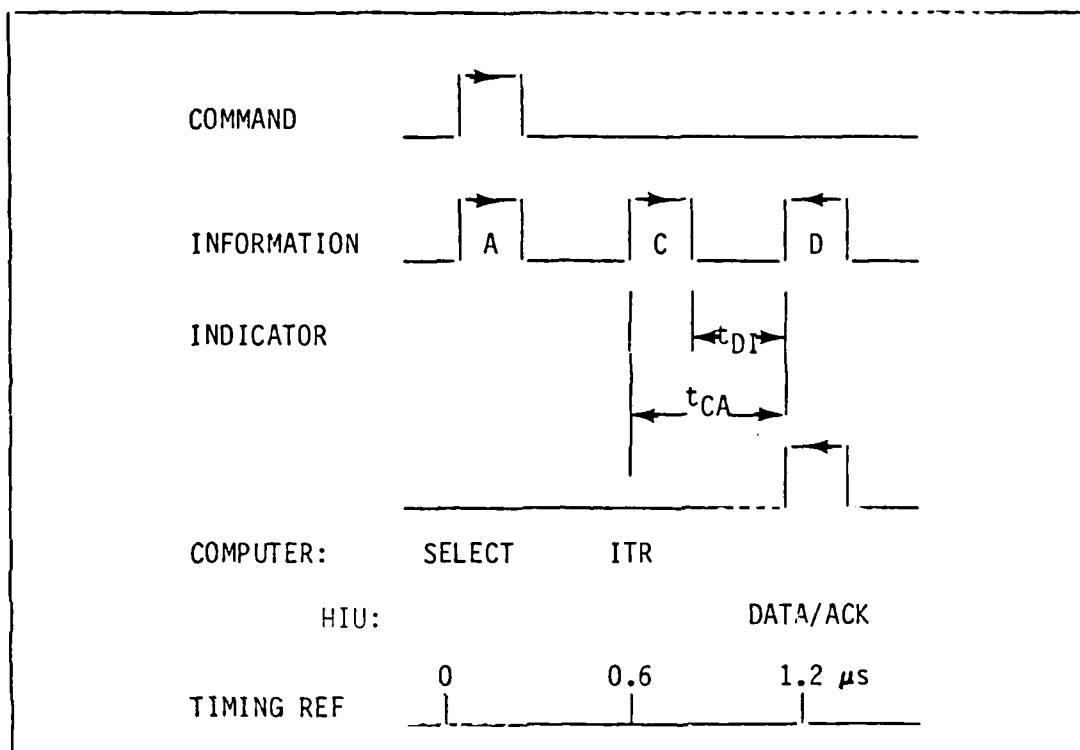 COMMAND
INFORMATION A C D
INDICATOR tDI
tCA
COMPUTER: SELECT ITR
HIU: DATA/ACK
0 0.6 1.2 μs
TIMING REF